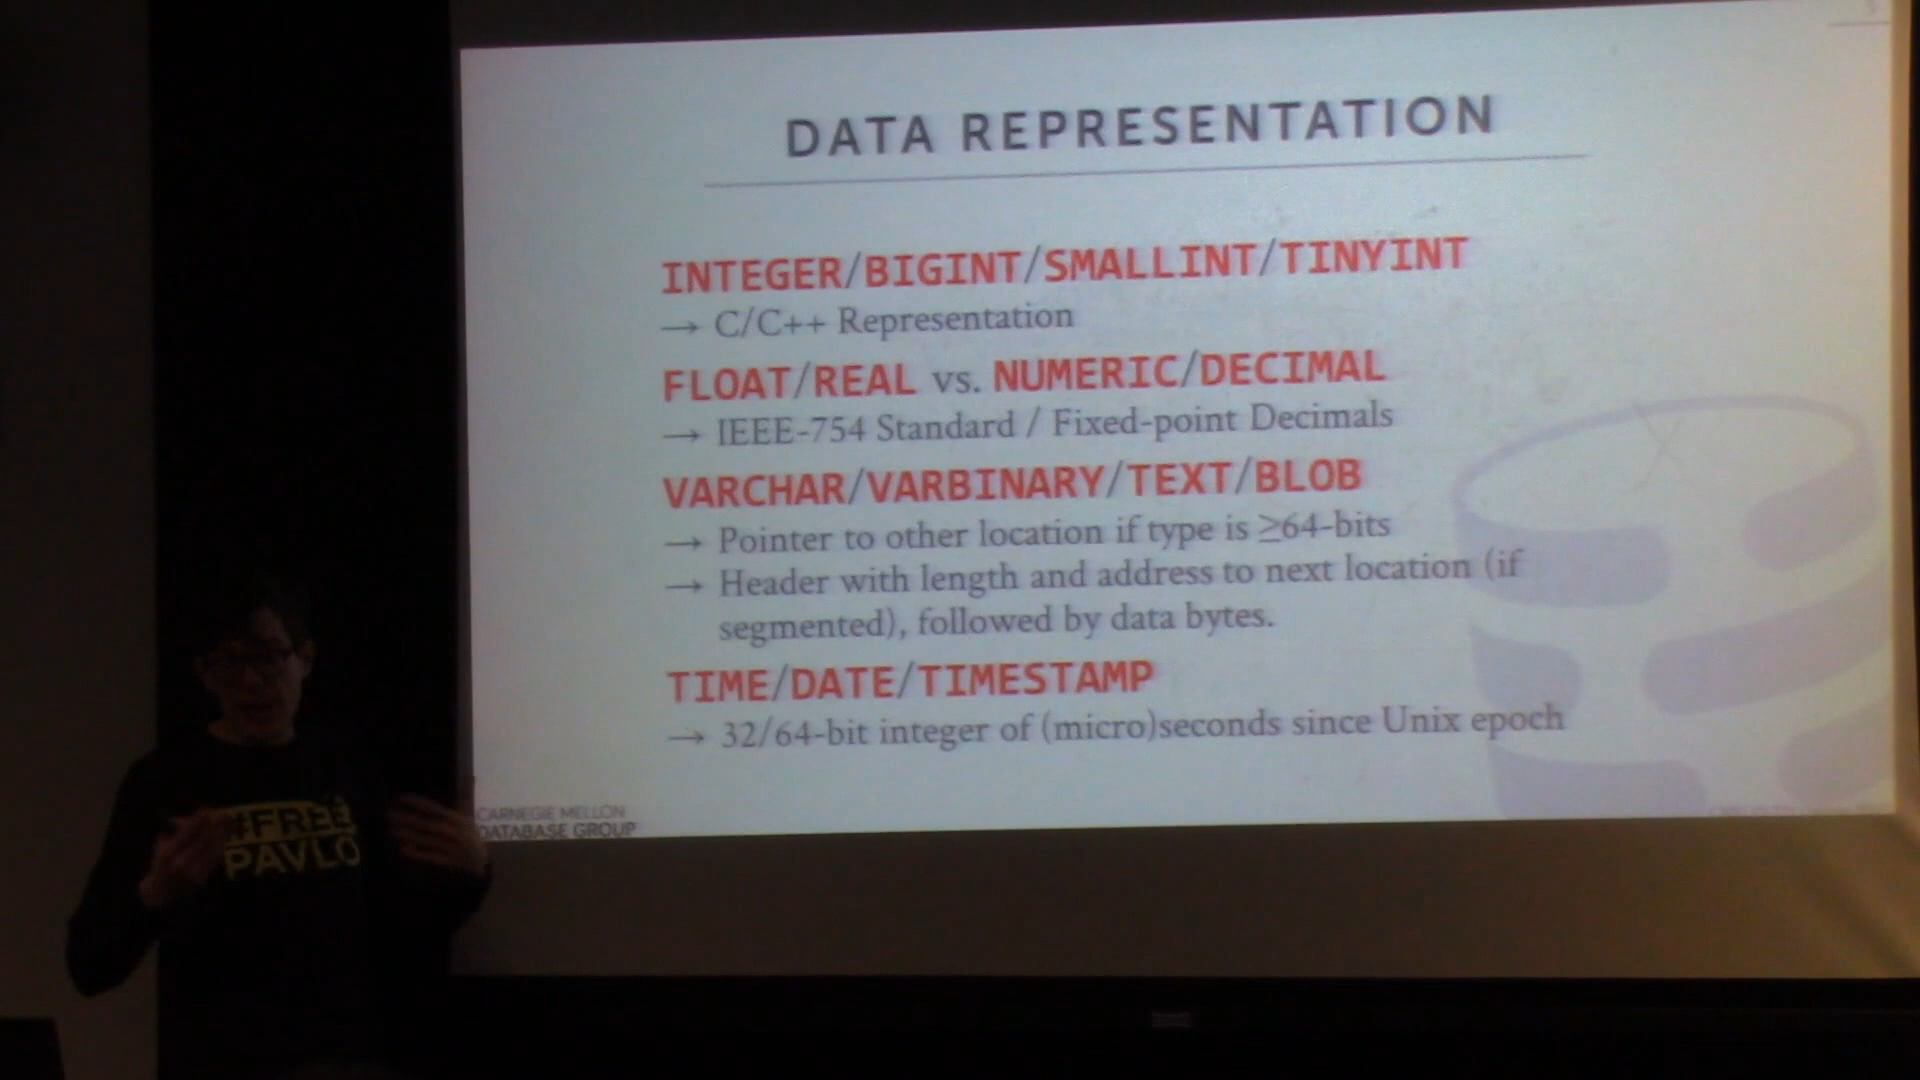 DATA REPRESENTATION
INTEGER/BIGINT/SMALLINT/TINYINT
→ C/C++ Representation
FLOAT/REAL vs. NUMERIC/DECIMAL
→ IEEE-754 Standard / Fixed-point Decimals
VARCHAR/VARBINARY/TEXT/BLOB
→ Pointer to other location if type is ≥64-bits
→ Header with length and address to next location (if
segmented), followed by data bytes.
TIME/DATE/TIMESTAMP
→ 32/64-bit integer of (micro)seconds since Unix epoch
CARNEGIE MELLON
DATABASE GROUP
#FREE
PAVLO